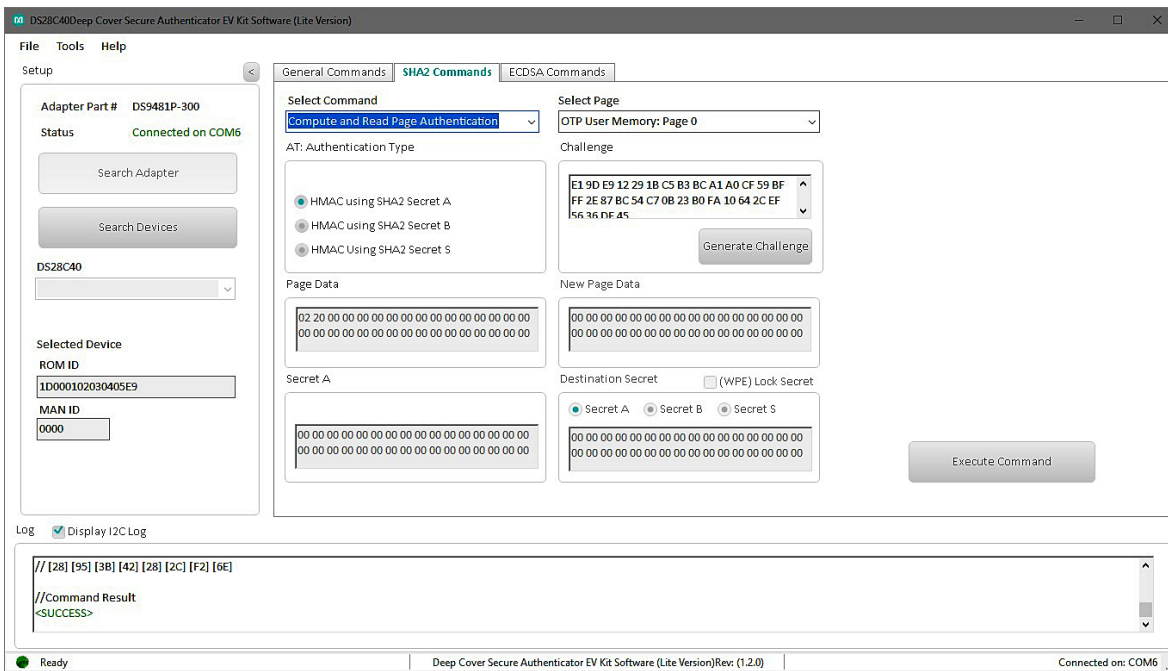 DS28C40Deep Cover Secure Authenticator EV Kit Software (Lite Version)
File Tools Help
Setup
<
Adapter Part # DS9481P-300
Status Connected on COM6
Search Adapter
Search Devices
DS28C40
Selected Device
ROM ID
1D000102030405E9
MAN ID
0000
General Commands SHA2 Commands ECDSA Commands
Select Command
Compute and Read Page Authentication
Select Page
OTP User Memory: Page 0
AT: Authentication Type
HMAC using SHA2 Secret A
HMAC using SHA2 Secret B
HMAC Using SHA2 Secret S
Challenge
E1 9D E9 12 29 1B C5 B3 BC A1 A0 CF 59 BF
FF 2E 87 BC 54 C7 0B 23 B0 FA 10 64 2C EF
56 36 DF 45
Generate Challenge
Page Data
02 20 00 00 00 00 00 00 00 00 00 00 00 00 00 00
00 00 00 00 00 00 00 00 00 00 00 00 00 00 00 00
New Page Data
00 00 00 00 00 00 00 00 00 00 00 00 00 00 00 00
00 00 00 00 00 00 00 00 00 00 00 00 00 00 00 00
Secret A
00 00 00 00 00 00 00 00 00 00 00 00 00 00 00 00
00 00 00 00 00 00 00 00 00 00 00 00 00 00 00 00
Destination Secret (WPE) Lock Secret
Secret A Secret B Secret S
00 00 00 00 00 00 00 00 00 00 00 00 00 00 00 00
00 00 00 00 00 00 00 00 00 00 00 00 00 00 00 00
Execute Command
Log Display I2C Log
// [28] [95] [3B] [42] [28] [2C] [F2] [6E]
//Command Result
<SUCCESS>
Ready
Deep Cover Secure Authenticator EV Kit Software (Lite Version)Rev: (1.2.0)
Connected on: COM6